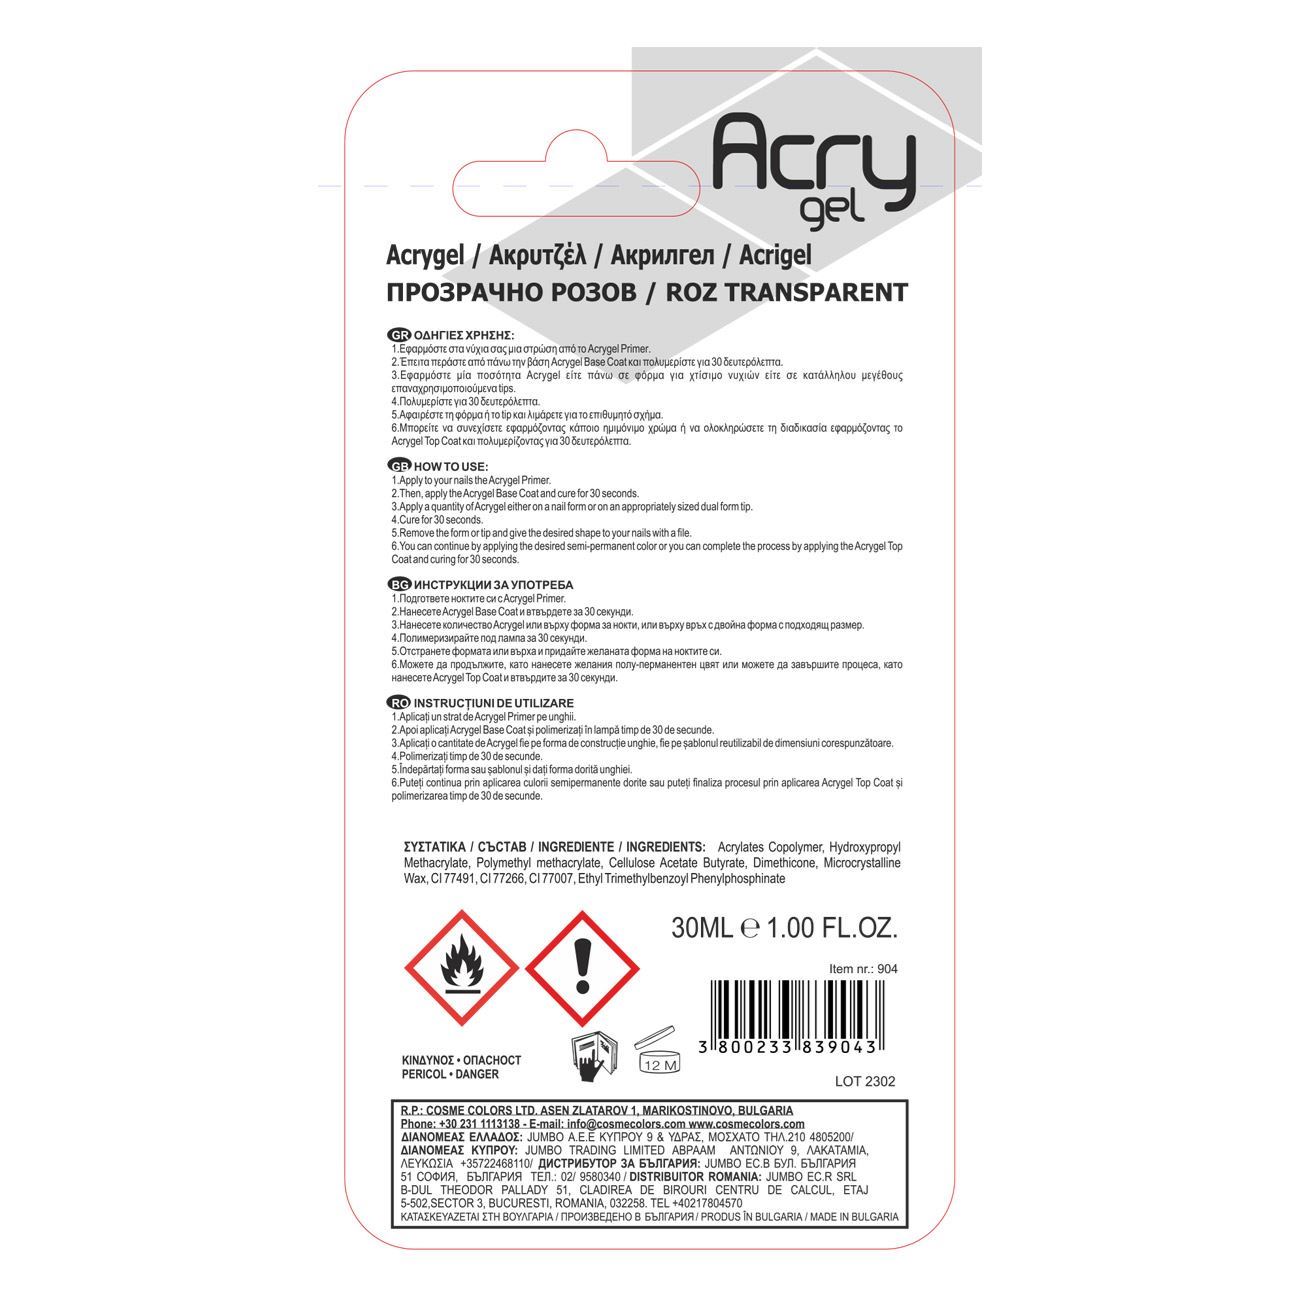 Acry
gel
Acrygel / Ακρυτζέλ / Акрилгел / Acrigel
ПРОЗРАЧНО РОЗОВ / ROZ TRANSPARENT
GR ΟΔΗΓΙΕΣ ΧΡΗΣΗΣ:
1.Εφαρμόστε στα νύχια σας μια στρώση από το Acrygel Primer.
2.Έπειτα περάστε από πάνω την βάση Acrygel Base Coat και πολυμερίστε για 30 δευτερόλεπτα.
3.Εφαρμόστε μία ποσότητα Acrygel είτε πάνω σε φόρμα για χτίσιμο νυχιών είτε σε κατάλληλου μεγέθους
επαναχρησιμοποιούμενα tips.
4.Πολυμερίστε για 30 δευτερόλεπτα.
5.Αφαιρέστε τη φόρμα ή το tip και λιμάρετε για το επιθυμητό σχήμα.
6.Μπορείτε να συνεχίσετε εφαρμόζοντας κάποιο ημιμόνιμο χρώμα ή να ολοκληρώσετε τη διαδικασία εφαρμόζοντας το
Acrygel Top Coat και πολυμερίζοντας για 30 δευτερόλεπτα.
GB HOW TO USE:
1.Apply to your nails the Acrygel Primer.
2.Then, apply the Acrygel Base Coat and cure for 30 seconds.
3.Apply a quantity of Acrygel either on a nail form or on an appropriately sized dual form tip.
4.Cure for 30 seconds.
5.Remove the form or tip and give the desired shape to your nails with a file.
6.You can continue by applying the desired semi-permanent color or you can complete the process by applying the Acrygel Top
Coat and curing for 30 seconds.
BG ИНСТРУКЦИИ ЗА УПОТРЕБА
1.Подгответе ноктите си с Acrygel Primer.
2.Нанесете Acrygel Base Coat и втвърдете за 30 секунди.
3.Нанесете количество Acrygel или върху форма за нокти, или върху връх с двойна форма с подходящ размер.
4.Полимеризирайте под лампа за 30 секунди.
5.Отстранете формата или върха и придайте желаната форма на ноктите си.
6.Можете да продължите, като нанесете желания полу-перманентен цвят или можете да завършите процеса, като
нанесете Acrygel Top Coat и втвърдите за 30 секунди.
RO INSTRUCȚIUNI DE UTILIZARE
1.Aplicați un strat de Acrygel Primer pe unghii.
2.Apoi aplicați Acrygel Base Coat și polimerizați în lampă timp de 30 de secunde.
3.Aplicați o cantitate de Acrygel fie pe forma de construcție unghie, fie pe șablonul reutilizabil de dimensiuni corespunzătoare.
4.Polimerizați timp de 30 de secunde.
5.Îndepărtați forma sau șablonul și dați forma dorită unghiei.
6.Puteți continua prin aplicarea culorii semipermanente dorite sau puteți finaliza procesul prin aplicarea Acrygel Top Coat și
polimerizarea timp de 30 de secunde.
ΣΥΣΤΑΤΙΚΑ / СЪСТАВ / INGREDIENTE / INGREDIENTS: Acrylates Copolymer, Hydroxypropyl
Methacrylate, Polymethyl methacrylate, Cellulose Acetate Butyrate, Dimethicone, Microcrystalline
Wax, CI 77491, CI 77266, CI 77007, Ethyl Trimethylbenzoyl Phenylphosphinate
30ML ℮ 1.00 FL.OZ.
Item nr.: 904
3 800233 839043
12 M
ΚΙΝΔΥΝΟΣ • ОПАСНОСТ
PERICOL • DANGER
LOT 2302
R.P.: COSME COLORS LTD. ASEN ZLATAROV 1, MARIKOSTINOVO, BULGARIA
Phone: +30 231 1113138 - E-mail: info@cosmecolors.com www.cosmecolors.com
ΔΙΑΝΟΜΕΑΣ ΕΛΛΑΔΟΣ: JUMBO A.E.E ΚΥΠΡΟΥ 9 & ΥΔΡΑΣ, ΜΟΣΧΑΤΟ ΤΗΛ.210 4805200/
ΔΙΑΝΟΜΕΑΣ ΚΥΠΡΟΥ: JUMBO TRADING LIMITED ΑΒΡΑΑΜ ΑΝΤΩΝΙΟΥ 9, ΛΑΚΑΤΑΜΙΑ,
ΛΕΥΚΩΣΙΑ +35722468110/ ДИСТРИБУТОР ЗА БЪЛГАРИЯ: JUMBO EC.B БУЛ. БЪЛГАРИЯ
51 СОФИЯ, БЪЛГАРИЯ ТЕЛ.: 02/ 9580340 / DISTRIBUITOR ROMANIA: JUMBO EC.R SRL
B-DUL THEODOR PALLADY 51, CLADIREA DE BIROURI CENTRU DE CALCUL, ETAJ
5-502,SECTOR 3, BUCURESTI, ROMANIA, 032258. TEL +40217804570
ΚΑΤΑΣΚΕΥΑΖΕΤΑΙ ΣΤΗ ΒΟΥΛΓΑΡΙΑ / ПРОИЗВЕДЕНО В БЪЛГАРИЯ / PRODUS ÎN BULGARIA / MADE IN BULGARIA